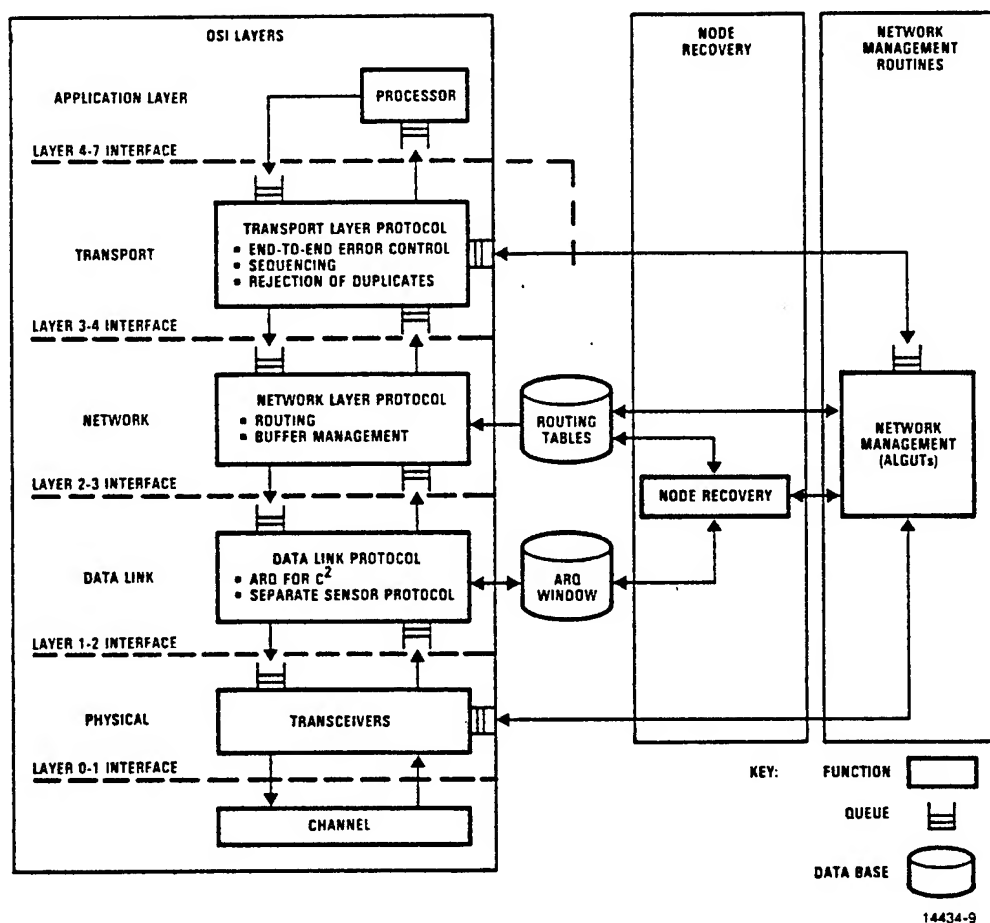 OSI LAYERS
NODE
RECOVERY
NETWORK
MANAGEMENT
ROUTINES
APPLICATION LAYER
PROCESSOR
LAYER 4-7 INTERFACE
TRANSPORT
TRANSPORT LAYER PROTOCOL
END-TO-END ERROR CONTROL
SEQUENCING
REJECTION OF DUPLICATES
LAYER 3-4 INTERFACE
NETWORK
NETWORK LAYER PROTOCOL
ROUTING
BUFFER MANAGEMENT
ROUTING
TABLES
NETWORK
MANAGEMENT
(ALGUTs)
LAYER 2-3 INTERFACE
NODE RECOVERY
DATA LINK
DATA LINK PROTOCOL
ARQ FOR C²
SEPARATE SENSOR PROTOCOL
ARQ
WINDOW
LAYER 1-2 INTERFACE
PHYSICAL
TRANSCEIVERS
LAYER 0-1 INTERFACE
CHANNEL
KEY: FUNCTION
QUEUE
DATA BASE
14434-9